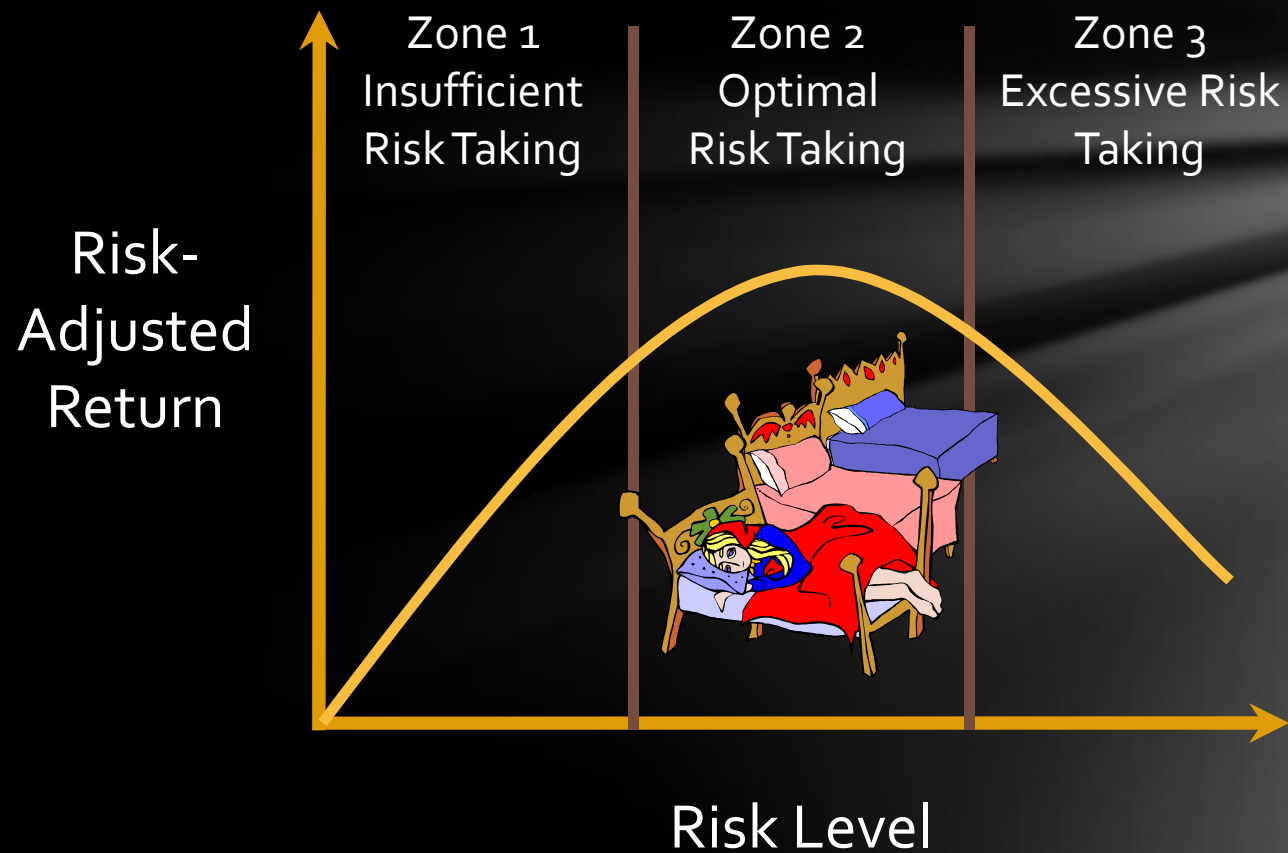 Zone 1
Insufficient
Risk Taking
Zone 2
Optimal
Risk Taking
Zone 3
Excessive Risk
Taking
Risk-
Adjusted
Return
Risk Level